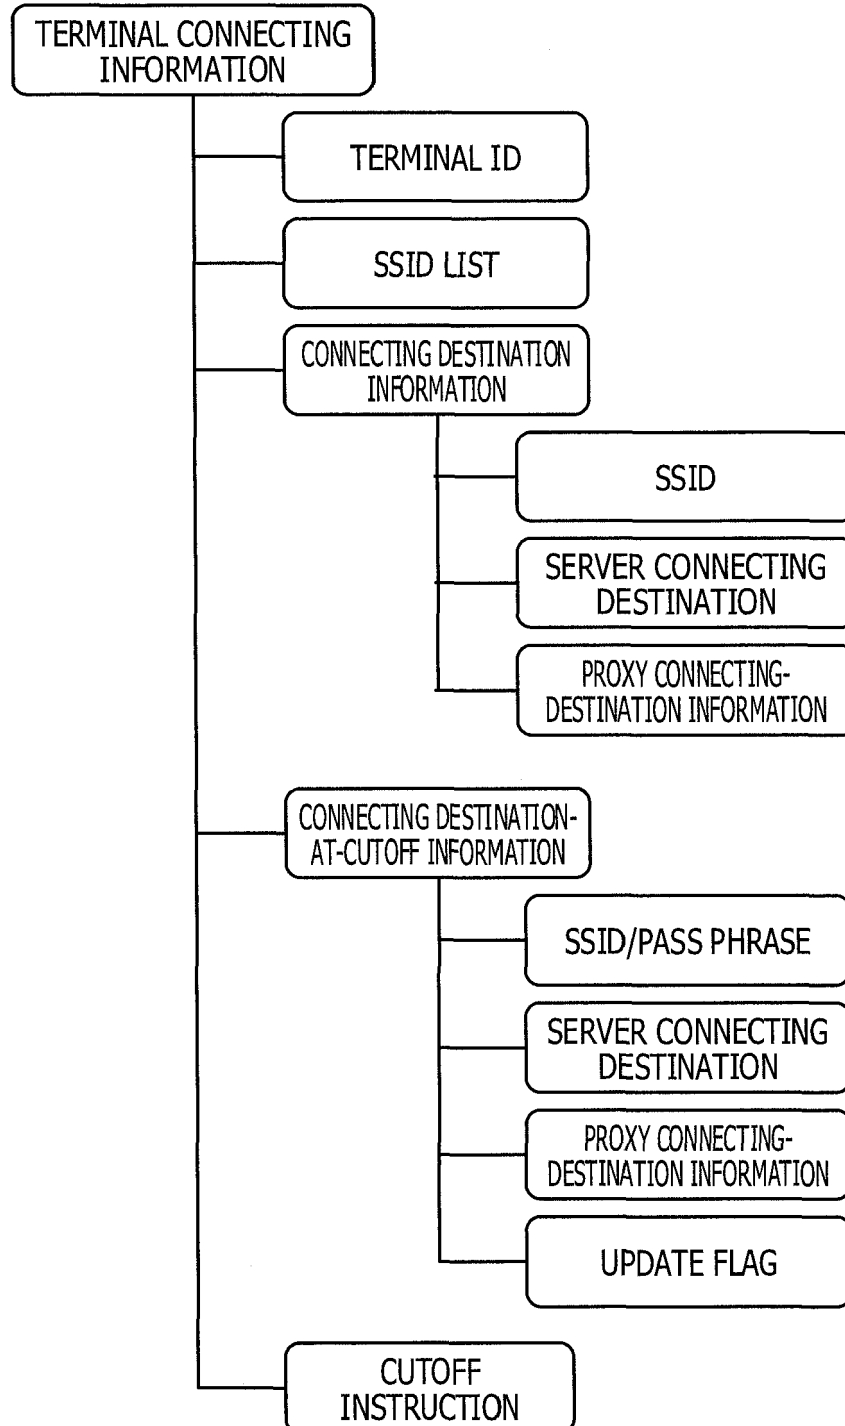 TERMINAL CONNECTING
INFORMATION
TERMINAL ID
SSID LIST
CONNECTING DESTINATION
INFORMATION
SSID
SERVER CONNECTING
DESTINATION
PROXY CONNECTING-
DESTINATION INFORMATION
CONNECTING DESTINATION-
AT-CUTOFF INFORMATION
SSID/PASS PHRASE
SERVER CONNECTING
DESTINATION
PROXY CONNECTING-
DESTINATION INFORMATION
UPDATE FLAG
CUTOFF
INSTRUCTION